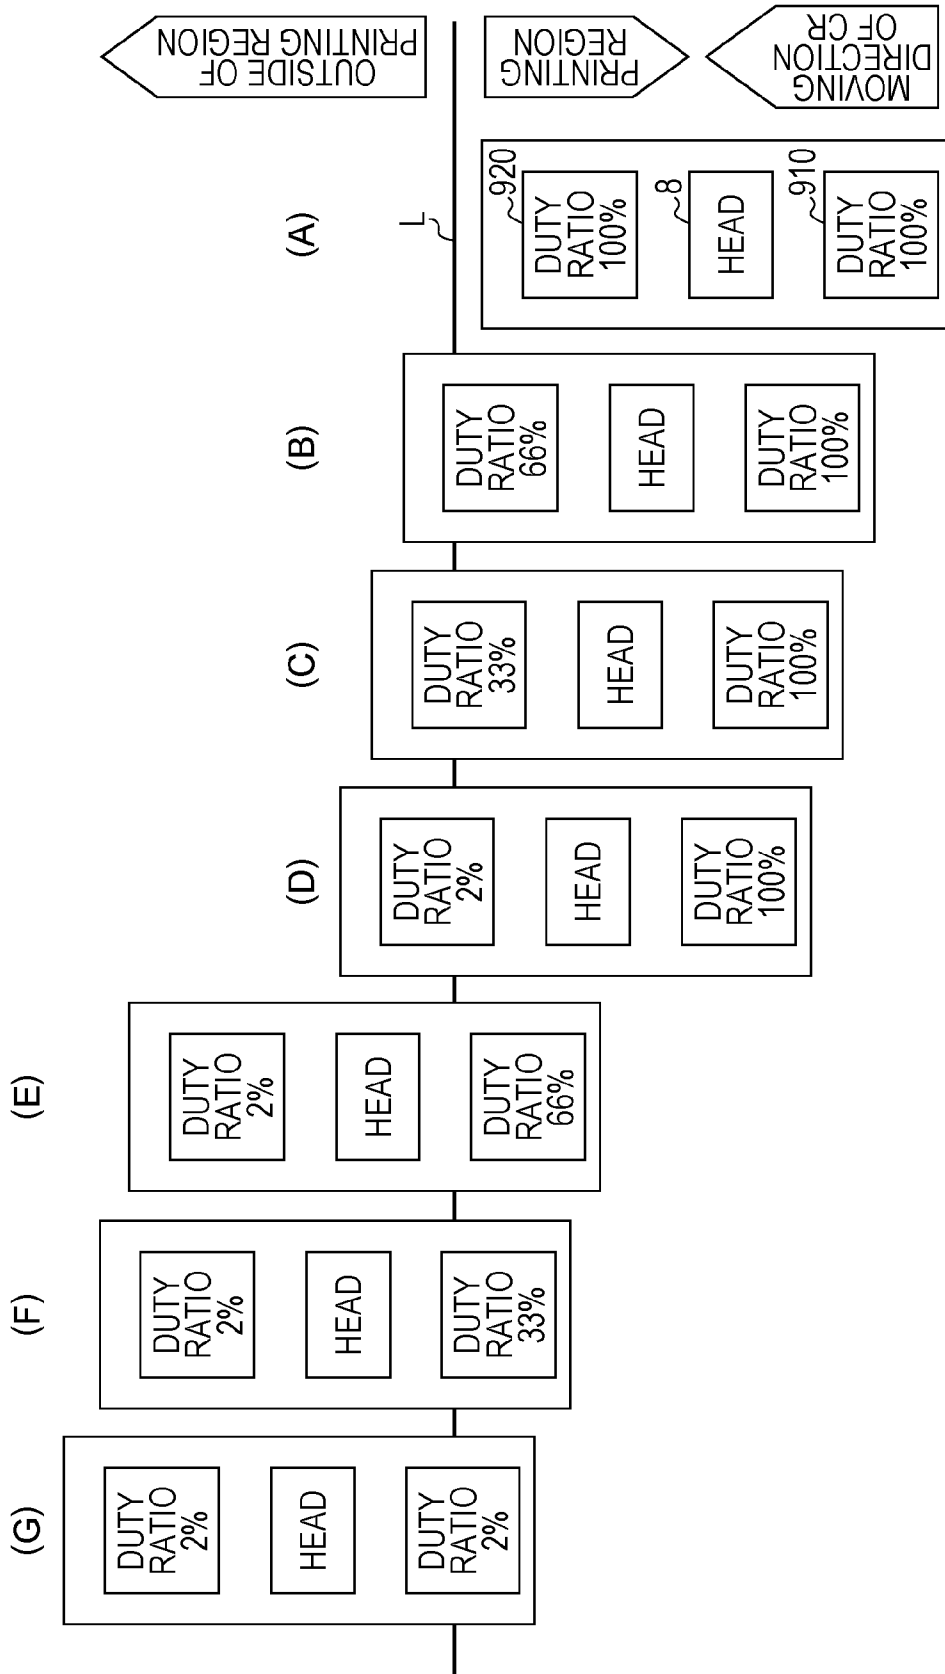 (A)
L
920
DUTY
RATIO
100%
8
HEAD
910
DUTY
RATIO
100%
(B)
DUTY
RATIO
66%
HEAD
DUTY
RATIO
100%
(C)
DUTY
RATIO
33%
HEAD
DUTY
RATIO
100%
(D)
DUTY
RATIO
2%
HEAD
DUTY
RATIO
100%
(E)
DUTY
RATIO
2%
HEAD
DUTY
RATIO
66%
(F)
DUTY
RATIO
2%
HEAD
DUTY
RATIO
33%
(G)
DUTY
RATIO
2%
HEAD
DUTY
RATIO
2%
OUTSIDE OF
PRINTING REGION
PRINTING
REGION
MOVING
DIRECTION
OF CR